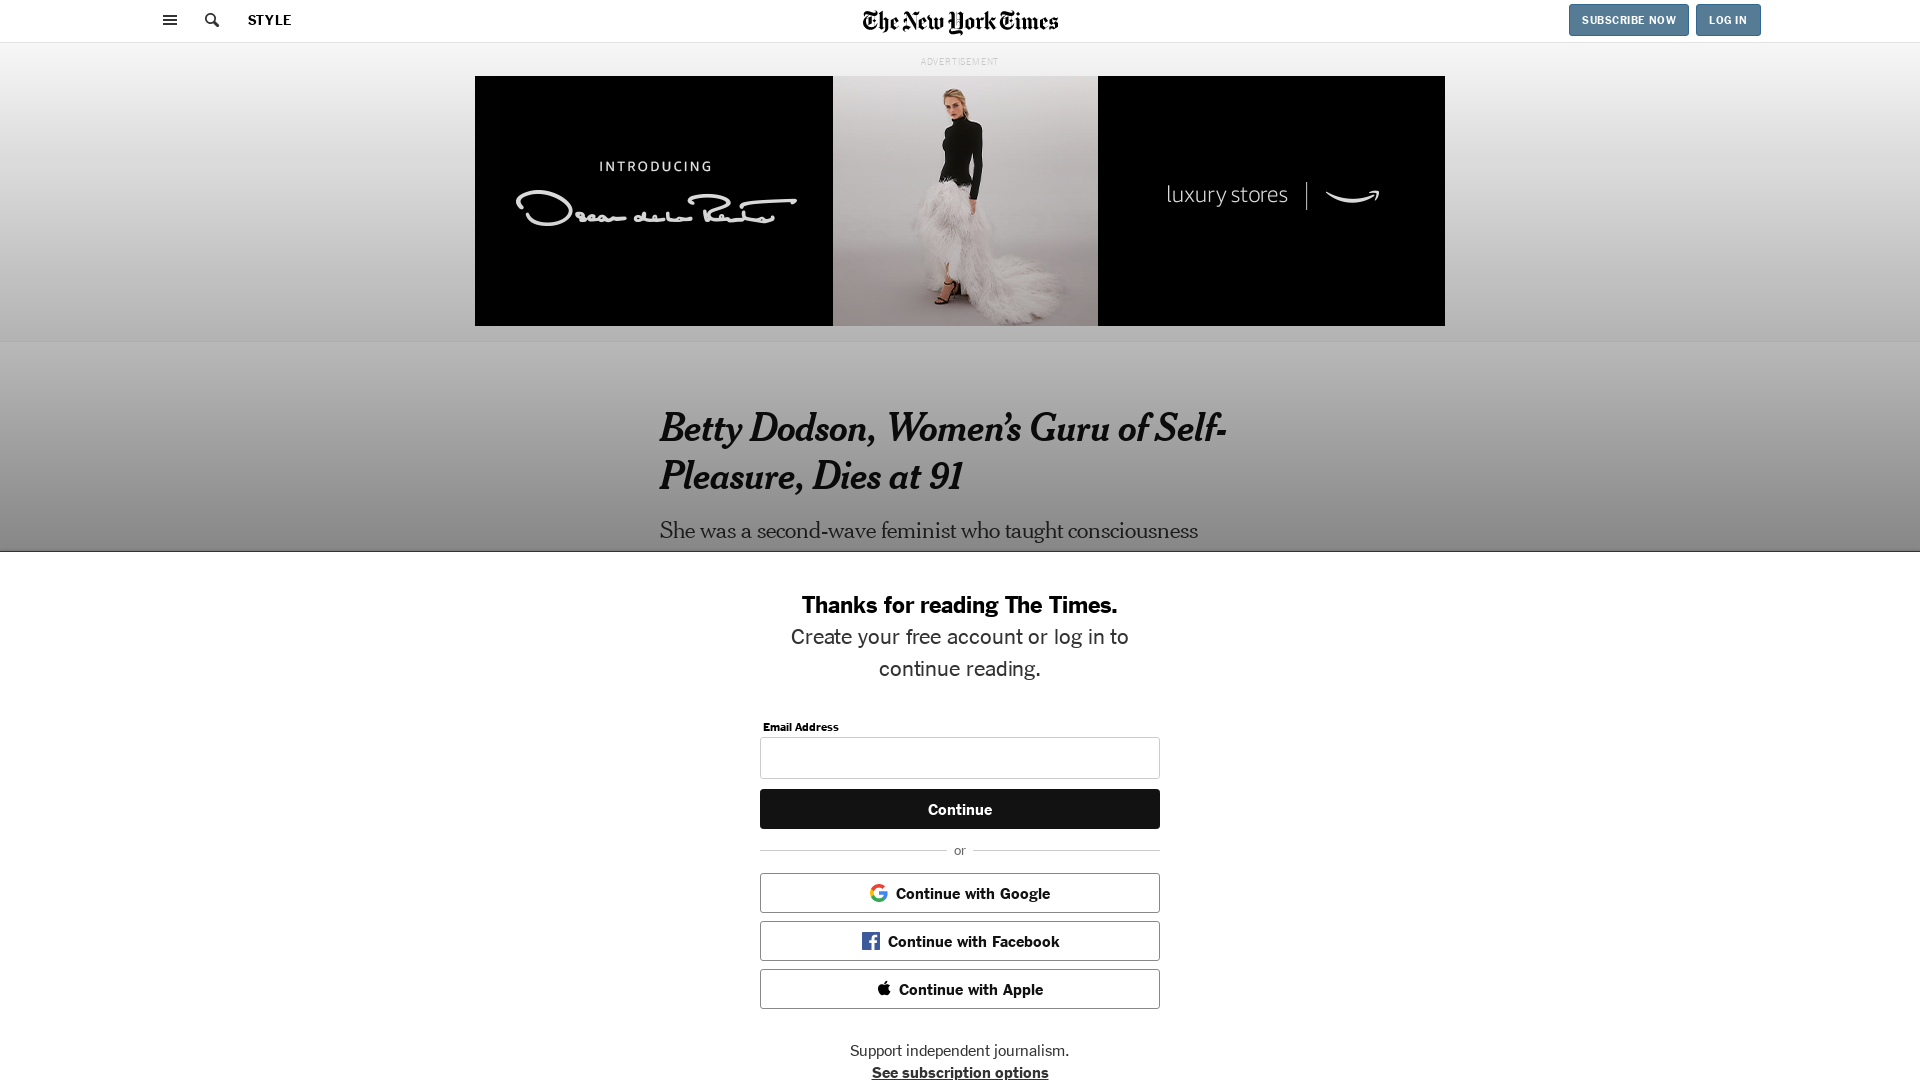 STYLE
The New York Times
SUBSCRIBE NOW
LOG IN
ADVERTISEMENT
INTRODUCING
Oscar de la Renta
luxury stores
Betty Dodson, Women’s Guru of Self-
Pleasure, Dies at 91
She was a second-wave feminist who taught consciousness
Thanks for reading The Times.
Create your free account or log in to
continue reading.
Email Address
Continue
or
Continue with Google
Continue with Facebook
Continue with Apple
Support independent journalism.
See subscription options